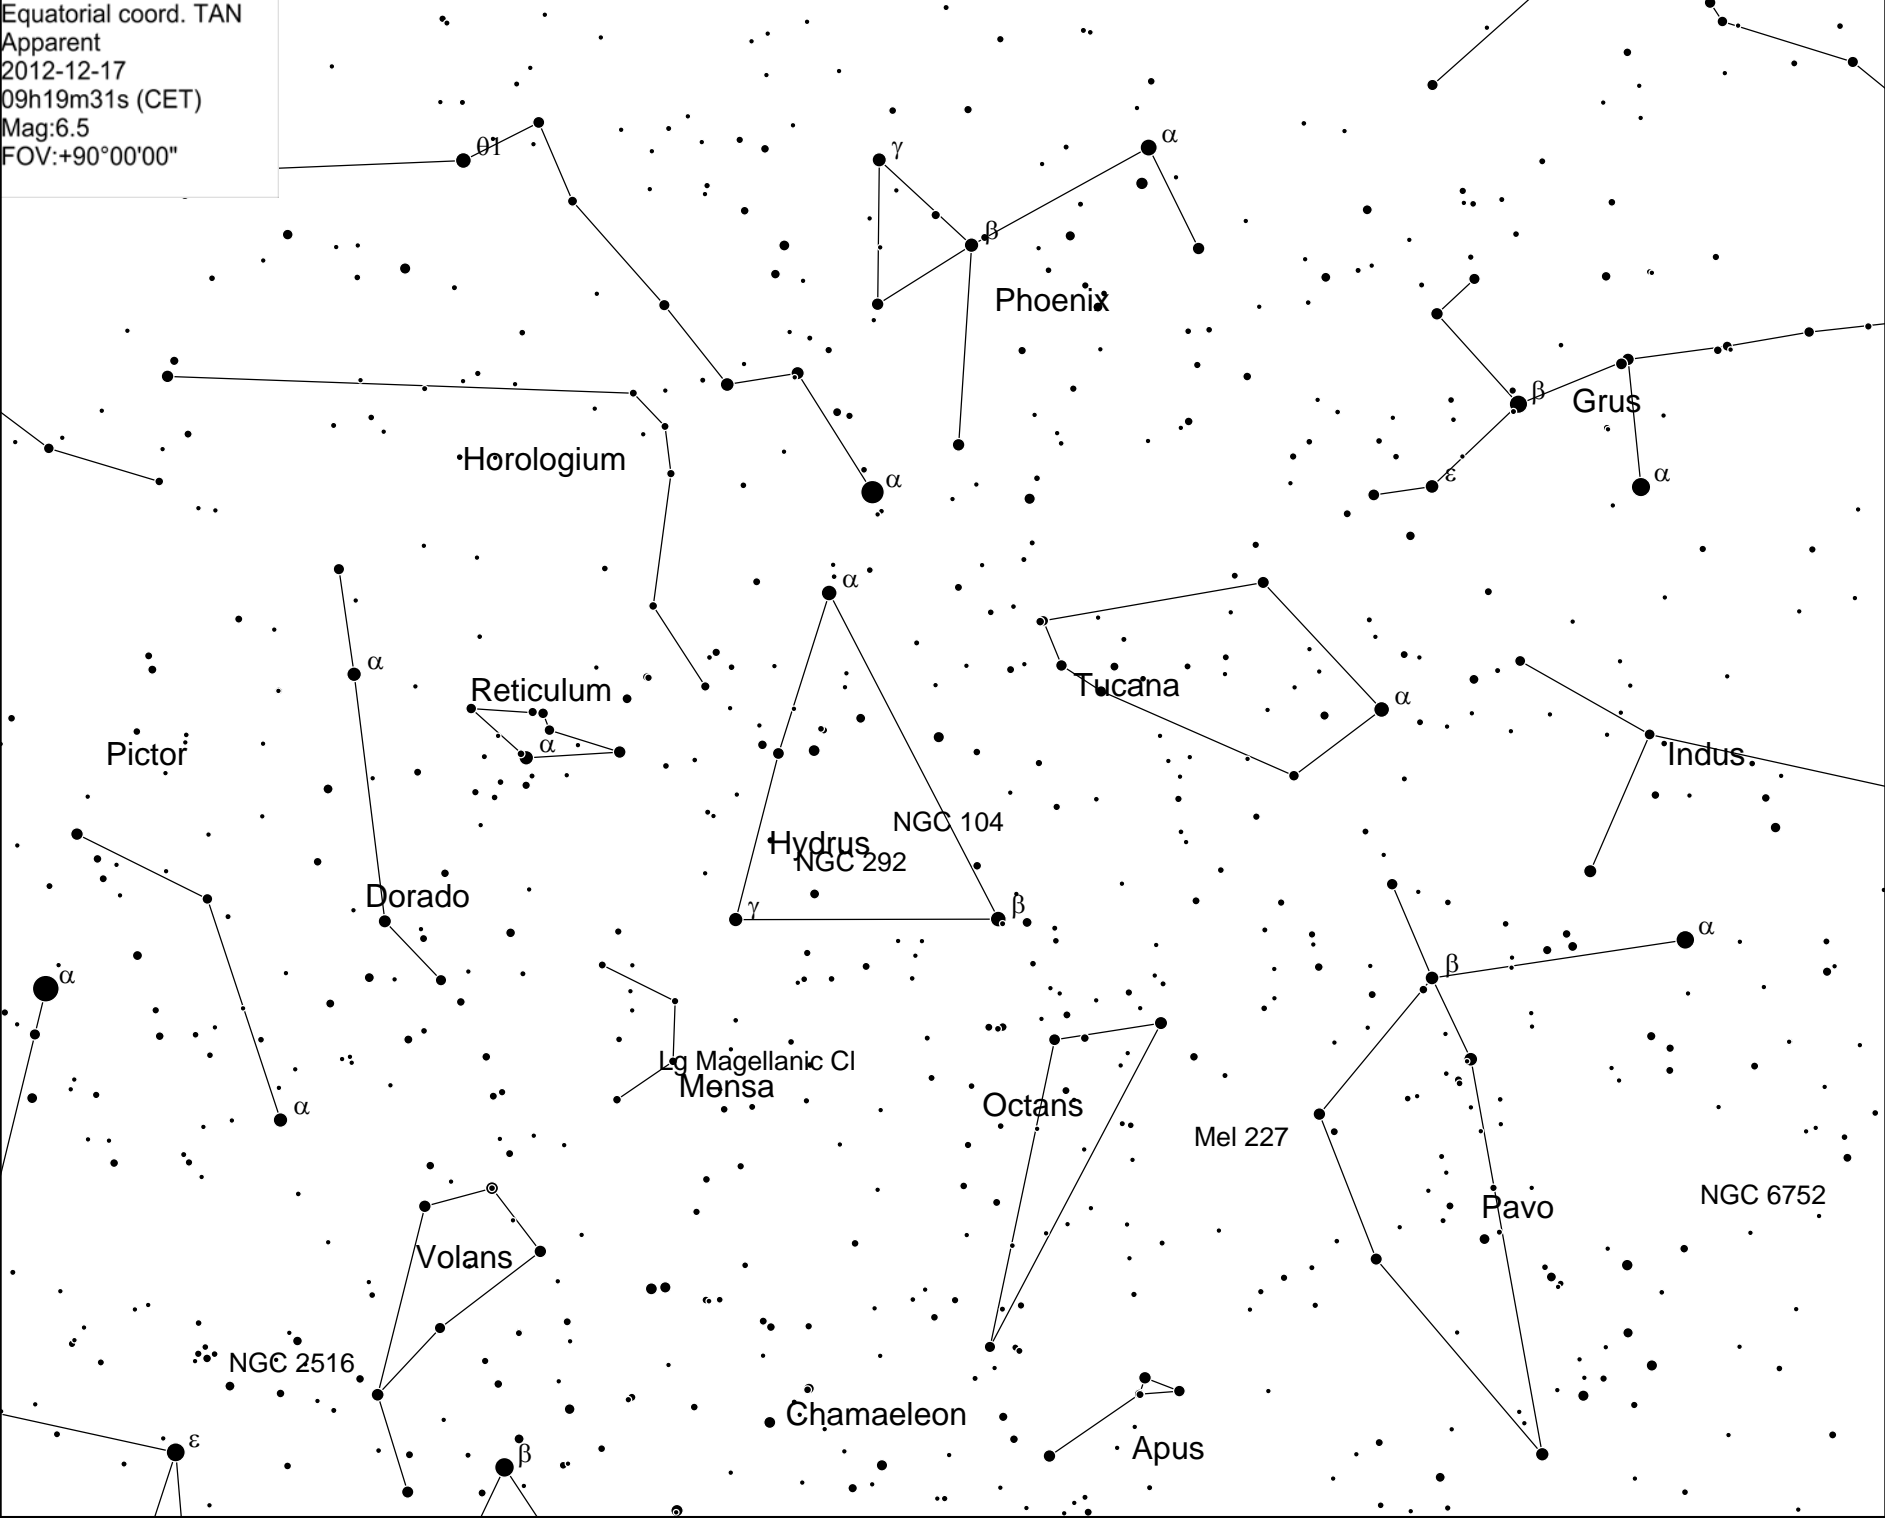 Equatorial coord. TAN
Apparent
2012-12-17
09h19m31s (CET)
Mag:6.5
FOV:+90°00'00"
θ1
γ
α
β
Phoenix
β
Grus
Horologium
α
ε
α
α
α
Reticulum
Tucana
α
α
Pictor
Indus
NGC 104
Hydrus
NGC 292
Dorado
γ
β
α
β
α
Lg Magellanic Cl
Mensa
α
Octans
Mel 227
NGC 6752
Pavo
Volans
NGC 2516
Chamaeleon
ε
β
Apus